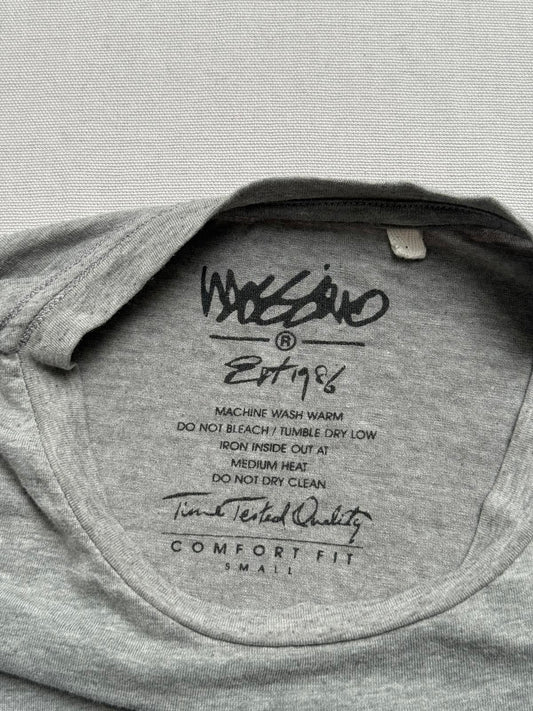 Mossimo
®
Est 1986
MACHINE WASH WARM
DO NOT BLEACH / TUMBLE DRY LOW
IRON INSIDE OUT AT
MEDIUM HEAT
DO NOT DRY CLEAN
Time Tested Quality
COMFORT FIT
SMALL